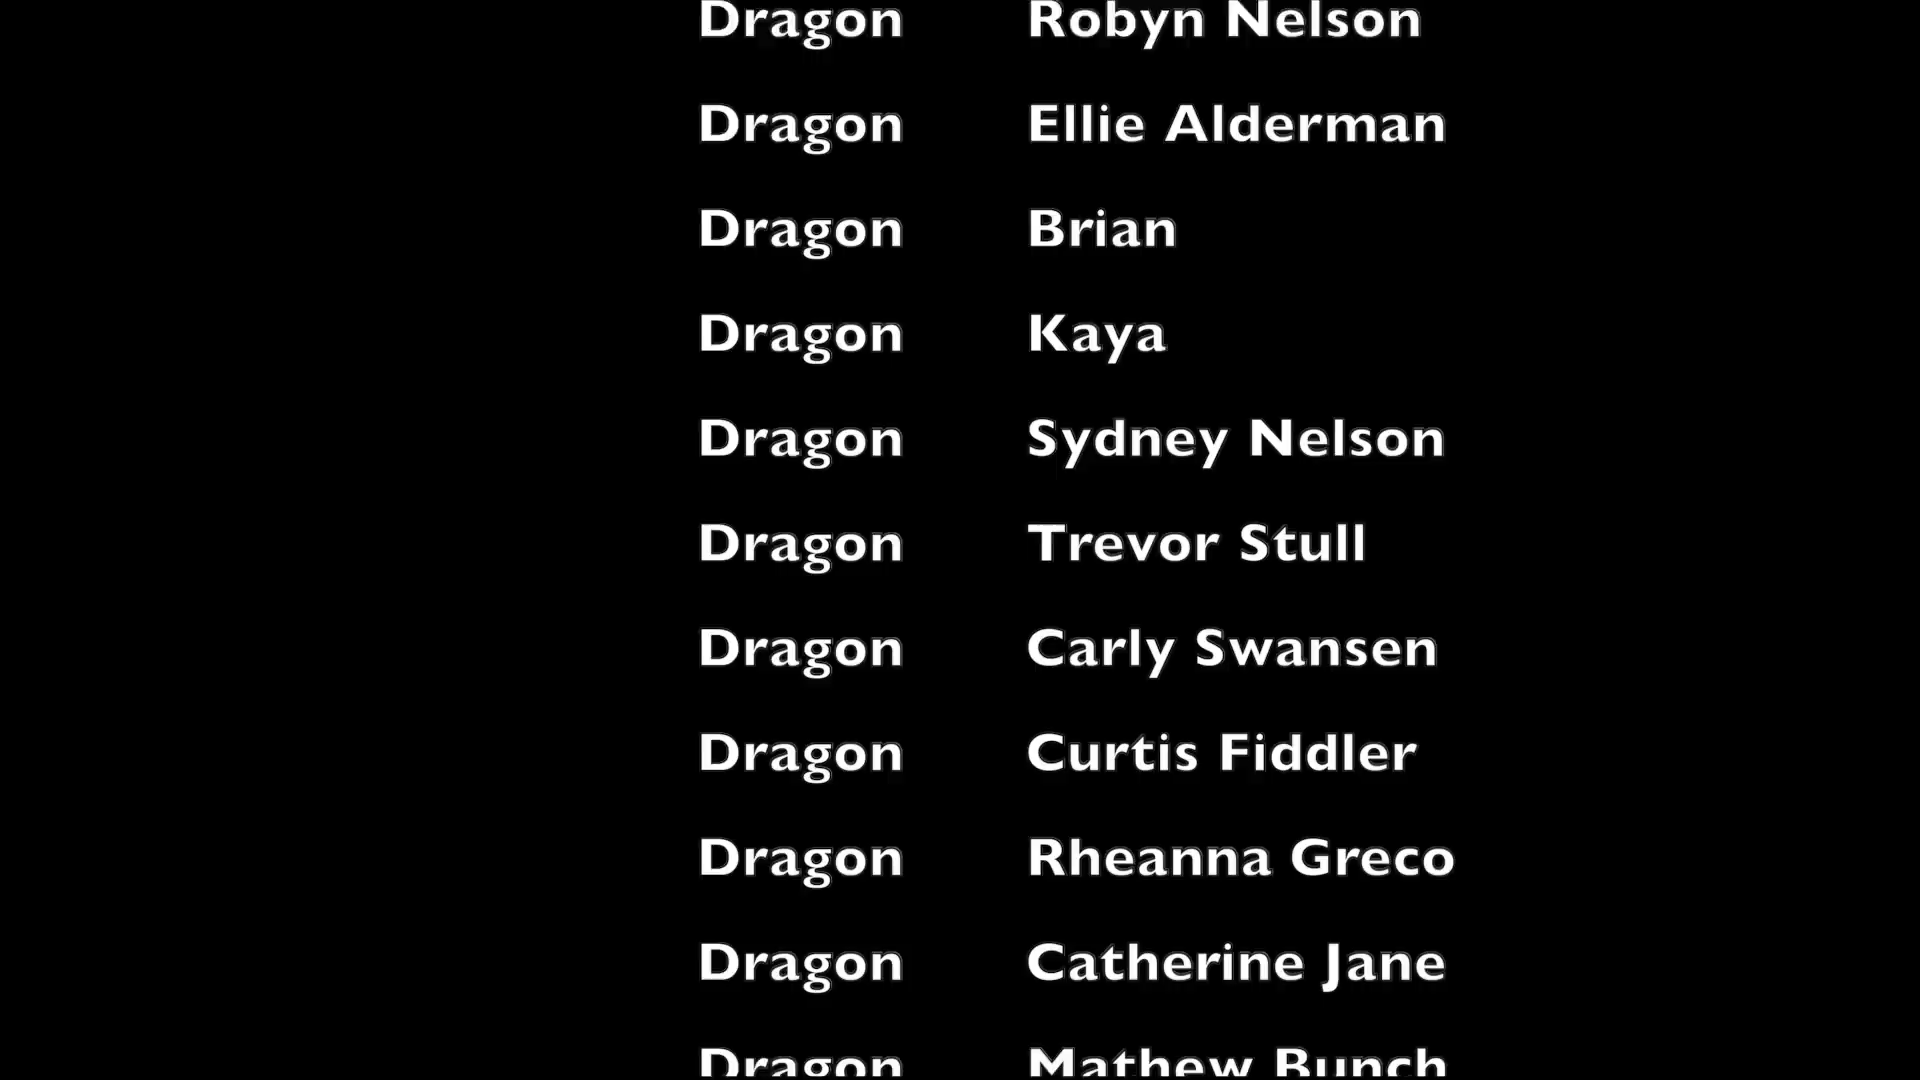 Dragon Robyn Nelson
Dragon Ellie Alderman
Dragon Brian
Dragon Kaya
Dragon Sydney Nelson
Dragon Trevor Stull
Dragon Carly Swansen
Dragon Curtis Fiddler
Dragon Rheanna Greco
Dragon Catherine Jane
Dragon Mathew Bunch